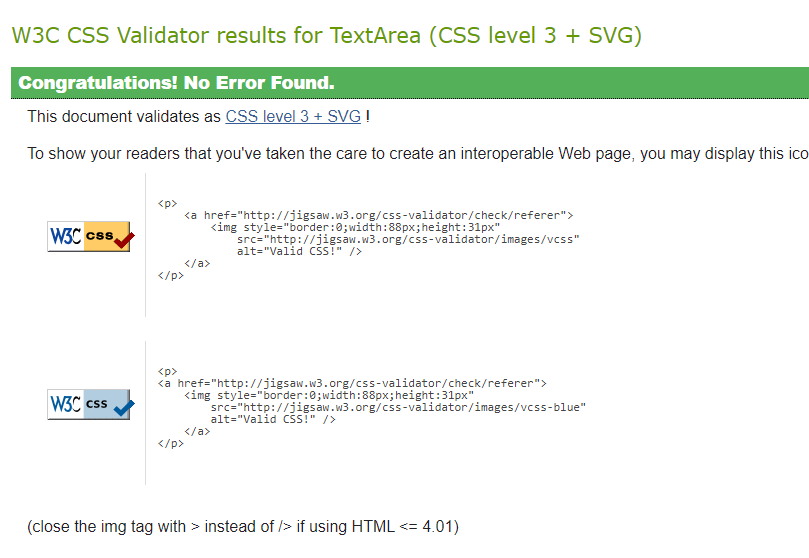 W3C CSS Validator results for TextArea (CSS level 3 + SVG)
Congratulations! No Error Found.
This document validates as CSS level 3 + SVG !
To show your readers that you've taken the care to create an interoperable Web page, you may display this ico
W3C css
<p>
<a href="http://jigsaw.w3.org/css-validator/check/referer">
<img style="border:0;width:88px;height:31px"
src="http://jigsaw.w3.org/css-validator/images/vcss"
alt="Valid CSS!" />
</a>
</p>
W3C css
<p>
<a href="http://jigsaw.w3.org/css-validator/check/referer">
<img style="border:0;width:88px;height:31px"
src="http://jigsaw.w3.org/css-validator/images/vcss-blue"
alt="Valid CSS!" />
</a>
</p>
(close the img tag with > instead of /> if using HTML <= 4.01)